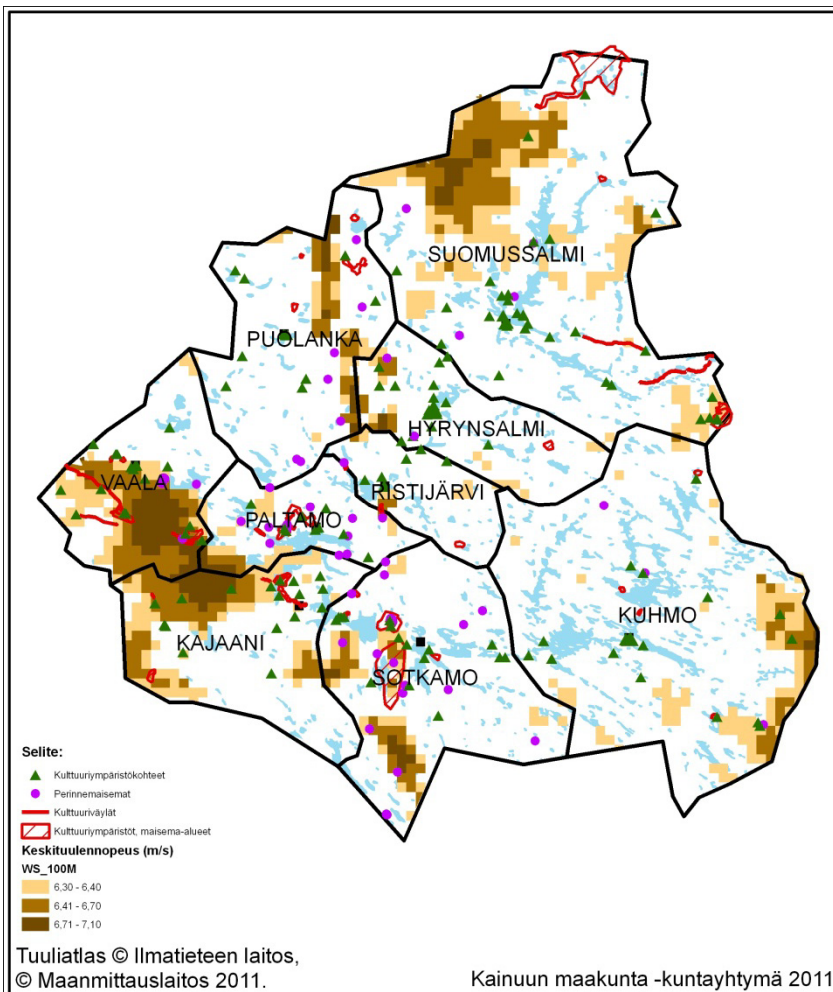 SUOMUSSALMI
PUOLANKA
HYRYNSALMI
VAALA
RISTIJÄRVI
PALTAMO
KUHMO
KAJAANI
SOTKAMO
Selite:
Kulttuuriympäristökohteet
Perinnemaisemat
Kulttuuriväylät
Kulttuuriympäristöt, maisema-alueet
Keskituulennopeus (m/s)
WS_100M
6,30 - 6,40
6,41 - 6,70
6,71 - 7,10
Tuuliatlas © Ilmatieteen laitos,
© Maanmittauslaitos 2011.
Kainuun maakunta -kuntayhtymä 2011